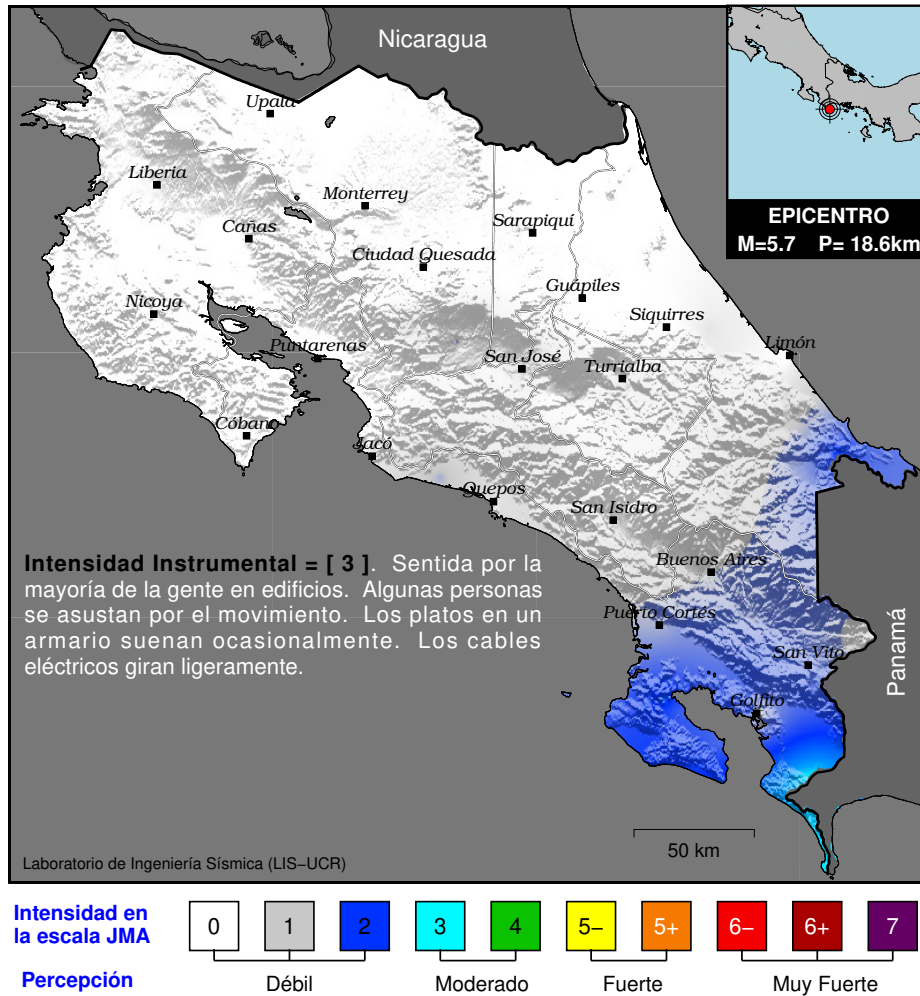 Nicaragua
Upala
Liberia
Monterrey
Cañas
Sarapiquí
EPICENTRO
M=5.7 P= 18.6km
Ciudad Quesada
Nicoya
Guápiles
Siquirres
Puntarenas
San José
Limón
Turrialba
Cóbano
Jacó
Quepos
San Isidro
Intensidad Instrumental = [ 3 ]. Sentida por la
mayoría de la gente en edificios. Algunas personas
se asustan por el movimiento. Los platos en un
armario suenan ocasionalmente. Los cables
eléctricos giran ligeramente.
Buenos Aires
Puerto Cortés
San Vito
Panamá
Golfito
50 km
Laboratorio de Ingeniería Sísmica (LIS–UCR)
Intensidad en
la escala JMA
0 1 2 3 4 5− 5+ 6− 6+ 7
Percepción
Débil Moderado Fuerte Muy Fuerte